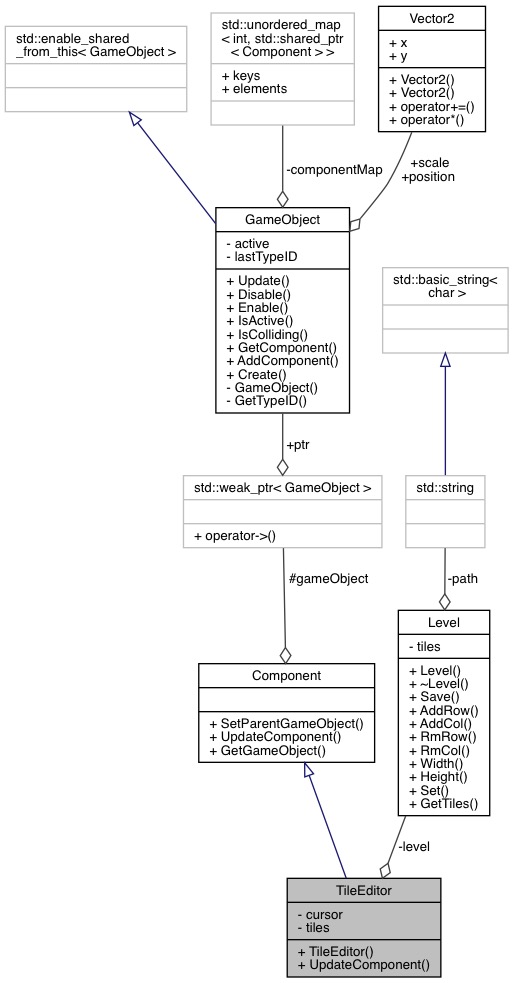 std::enable_shared
_from_this< GameObject >
std::unordered_map
< int, std::shared_ptr
< Component > >
+ keys
+ elements
Vector2
+ x
+ y
+ Vector2()
+ Vector2()
+ operator+=()
+ operator*()
-componentMap
+scale
+position
GameObject
- active
- lastTypeID
+ Update()
+ Disable()
+ Enable()
+ IsActive()
+ IsColliding()
+ GetComponent()
+ AddComponent()
+ Create()
- GameObject()
- GetTypeID()
std::basic_string<
char >
+ptr
std::weak_ptr< GameObject >
+ operator->()
std::string
#gameObject
-path
Component
+ SetParentGameObject()
+ UpdateComponent()
+ GetGameObject()
Level
- tiles
+ Level()
+ ~Level()
+ Save()
+ AddRow()
+ AddCol()
+ RmRow()
+ RmCol()
+ Width()
+ Height()
+ Set()
+ GetTiles()
-level
TileEditor
- cursor
- tiles
+ TileEditor()
+ UpdateComponent()